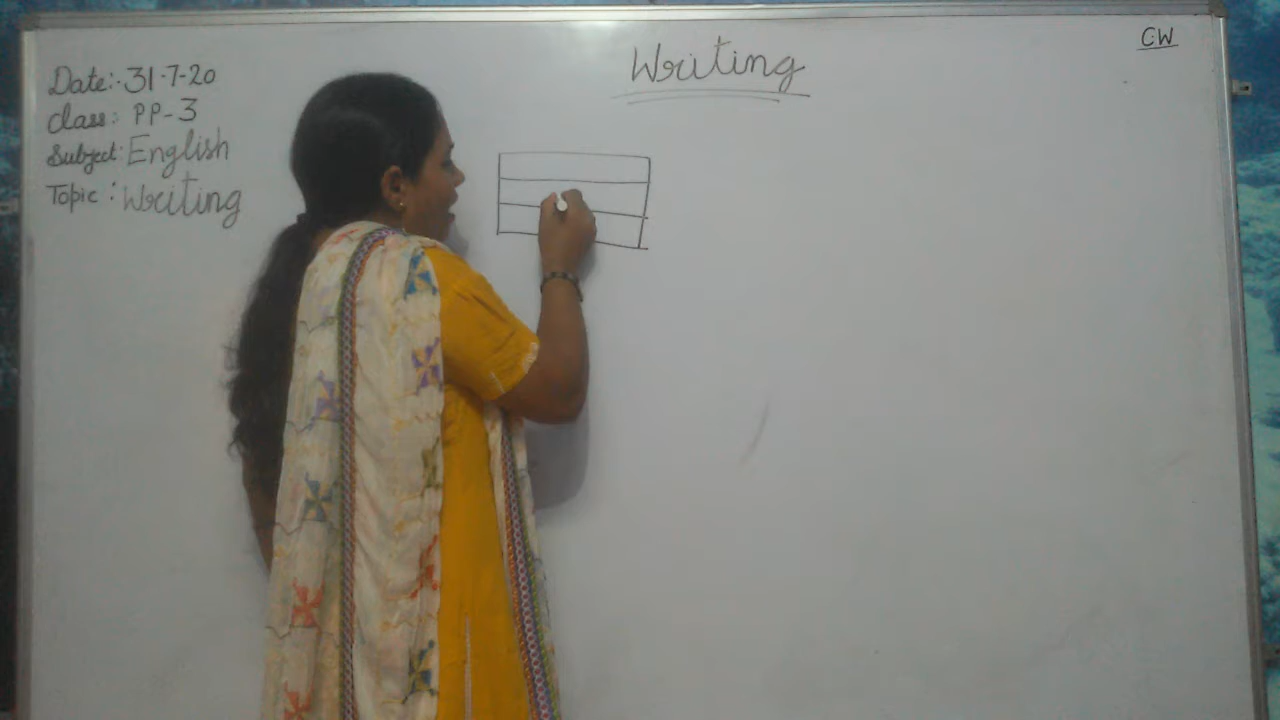 Writing
CW
Date:- 31-7-20
Class: PP-3
Subject: English
Topic: Writing